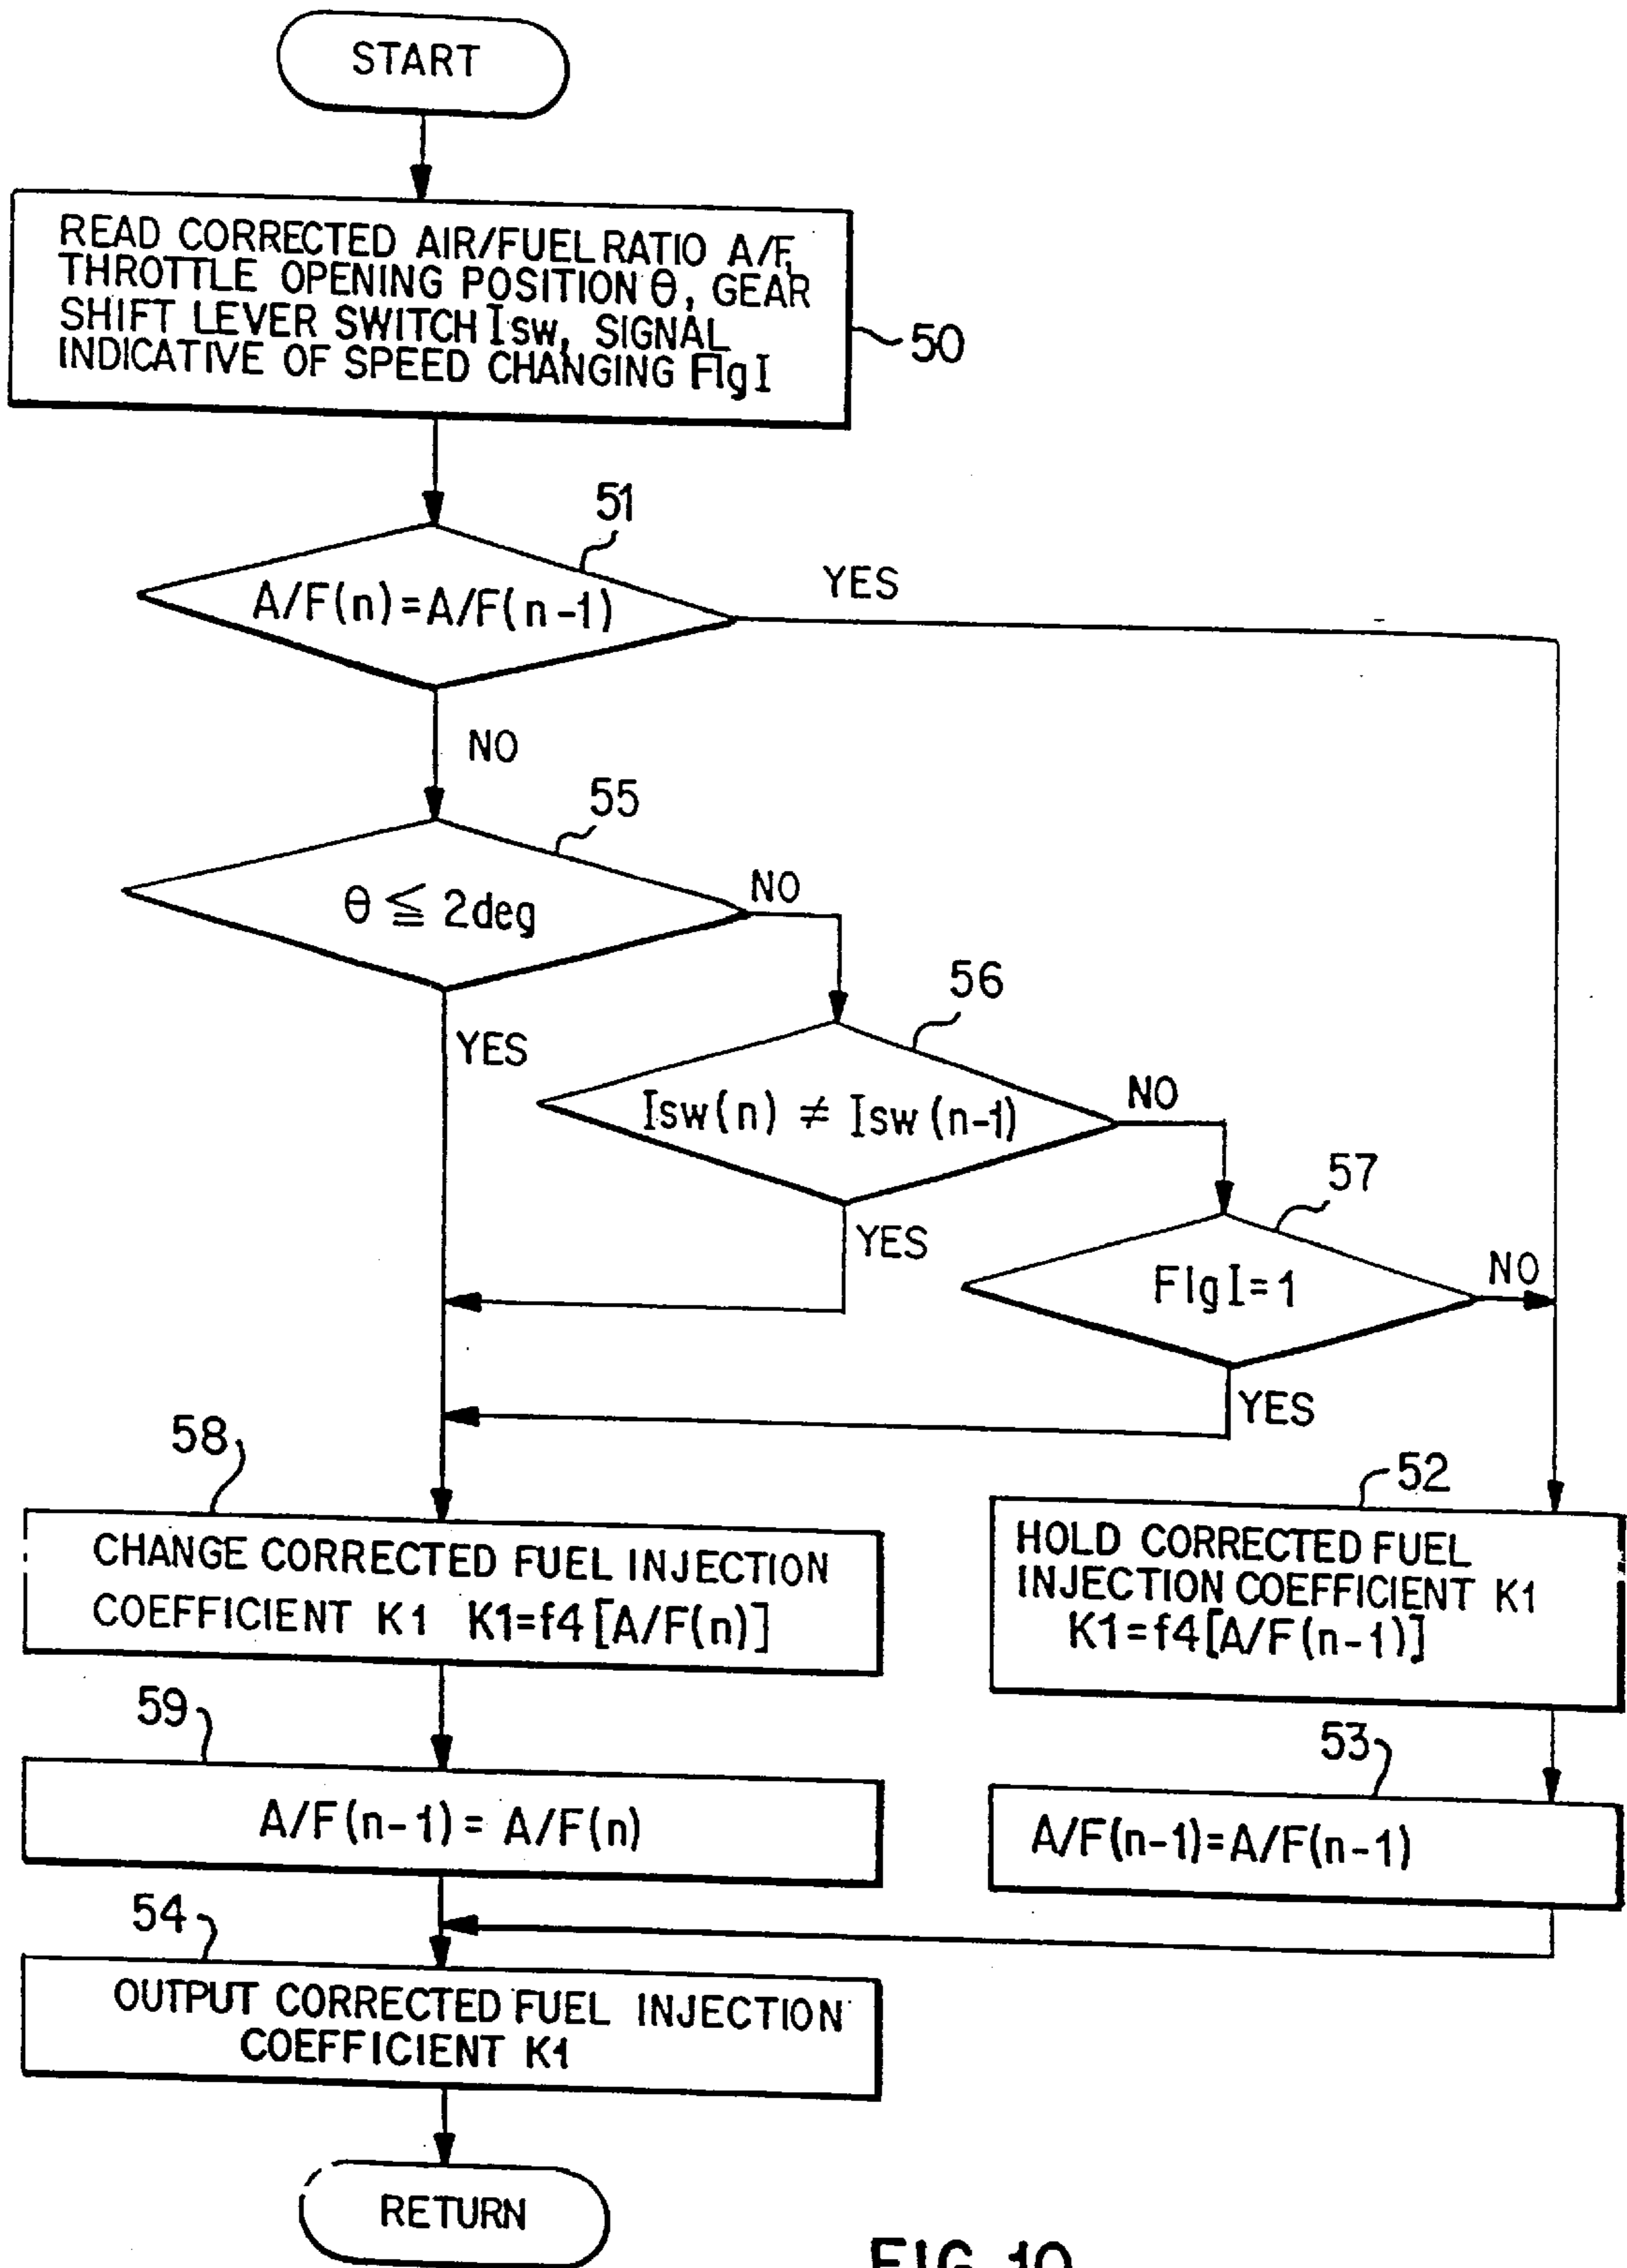 START
READ CORRECTED AIR/FUEL RATIO A/F,
THROTTLE OPENING POSITION θ, GEAR
SHIFT LEVER SWITCH Isw, SIGNAL
INDICATIVE OF SPEED CHANGING FlgI
50
51
A/F(n)=A/F(n-1)
YES
NO
55
θ ≦ 2deg
NO
YES
56
Isw(n) ≠ Isw(n-1)
NO
YES
57
FlgI=1
NO
YES
58
CHANGE CORRECTED FUEL INJECTION
COEFFICIENT K1 K1=f4[A/F(n)]
52
HOLD CORRECTED FUEL
INJECTION COEFFICIENT K1
K1=f4[A/F(n-1)]
59
A/F(n-1)= A/F(n)
53
A/F(n-1)=A/F(n-1)
54
OUTPUT CORRECTED FUEL INJECTION
COEFFICIENT K1
RETURN
FIG. 10